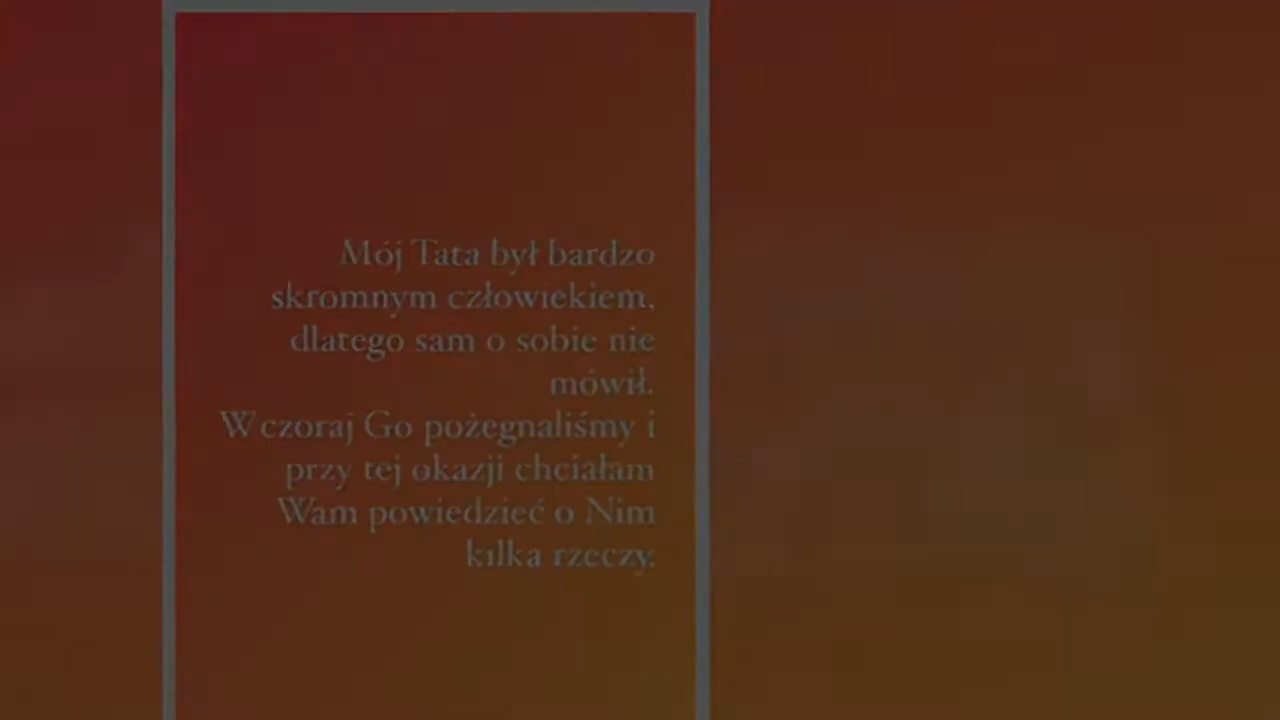 Mój Tata był bardzo
skromnym człowiekiem,
dlatego sam o sobie nie
mówił.
Wczoraj Go pożegnaliśmy i
przy tej okazji chciałam
Wam powiedzieć o Nim
kilka rzeczy.